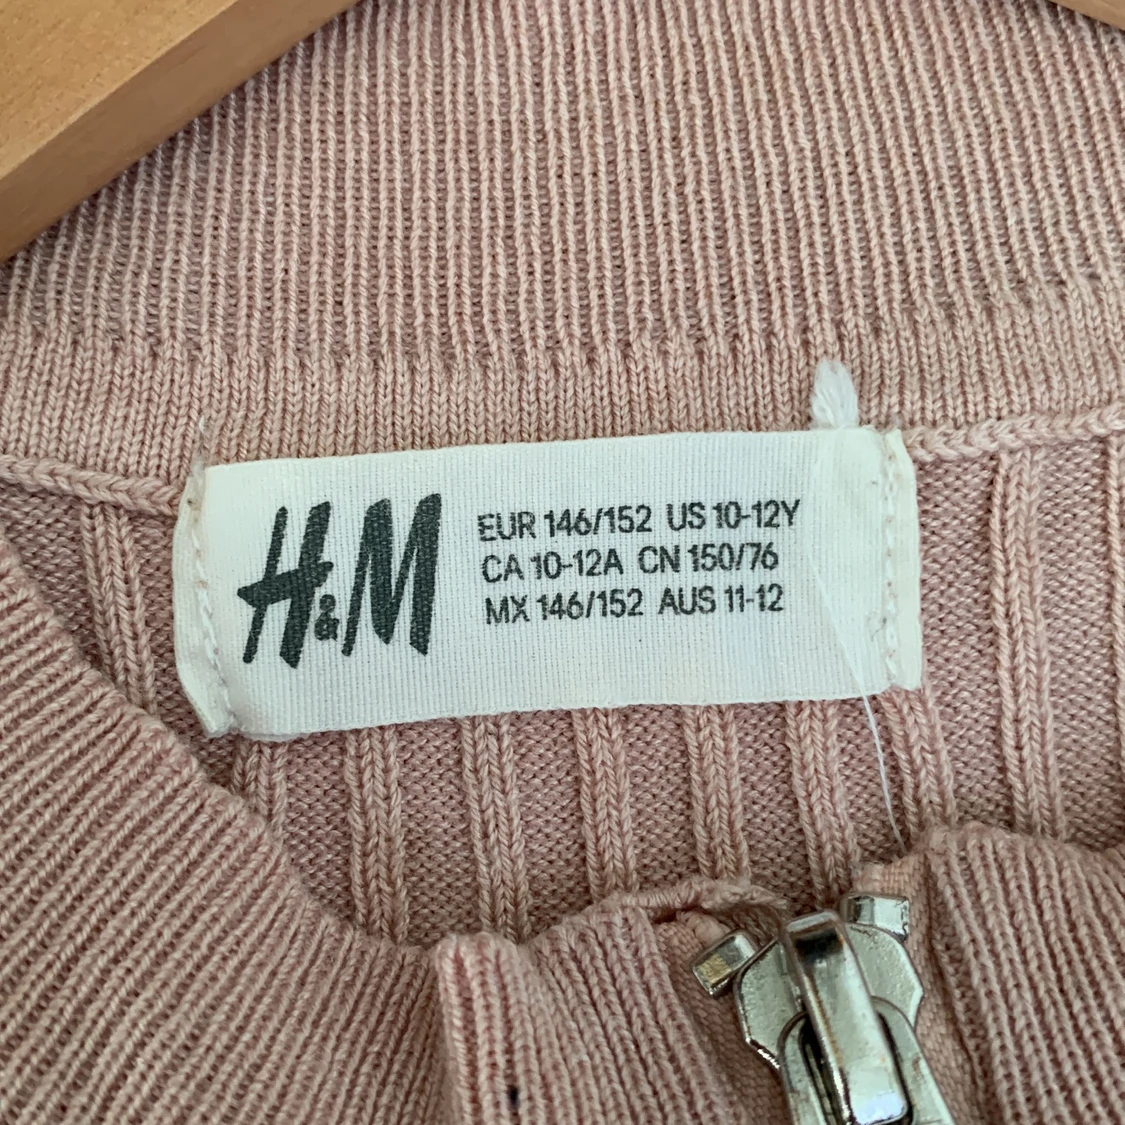 H&M
EUR 146/152 US 10-12Y
CA 10-12A CN 150/76
MX 146/152 AUS 11-12